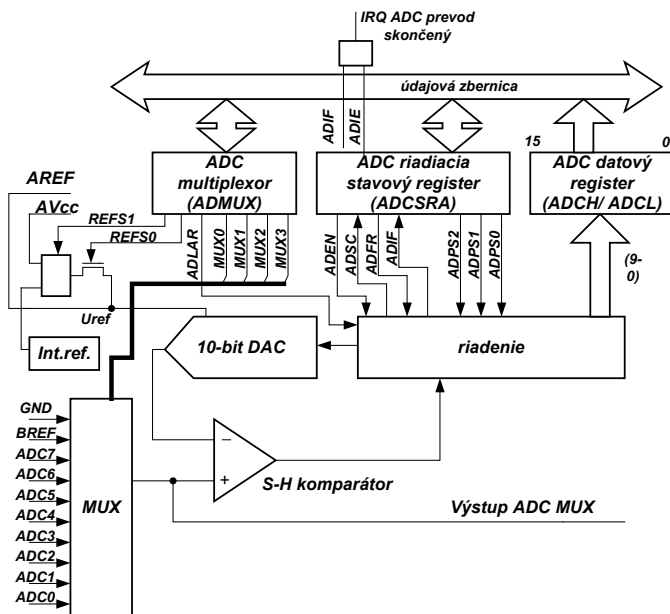 IRQ ADC prevod
skončený
údajová zbernica
ADIF
ADIE
15
0
ADC
multiplexor
(ADMUX)
ADC riadiacia
stavový register
(ADCSRA)
ADC datový
register
(ADCH/ ADCL)
AREF
AVcc
REFS1
REFS0
ADLAR
MUX0
MUX1
MUX2
MUX3
ADEN
ADSC
ADFR
ADIF
ADPS2
ADPS1
ADPS0
(9-
0)
Uref
Int.ref.
10-bit DAC
riadenie
GND
BREF
ADC7
ADC6
ADC5
ADC4
ADC3
ADC2
ADC1
ADC0
MUX
−
+
S-H komparátor
Výstup ADC MUX